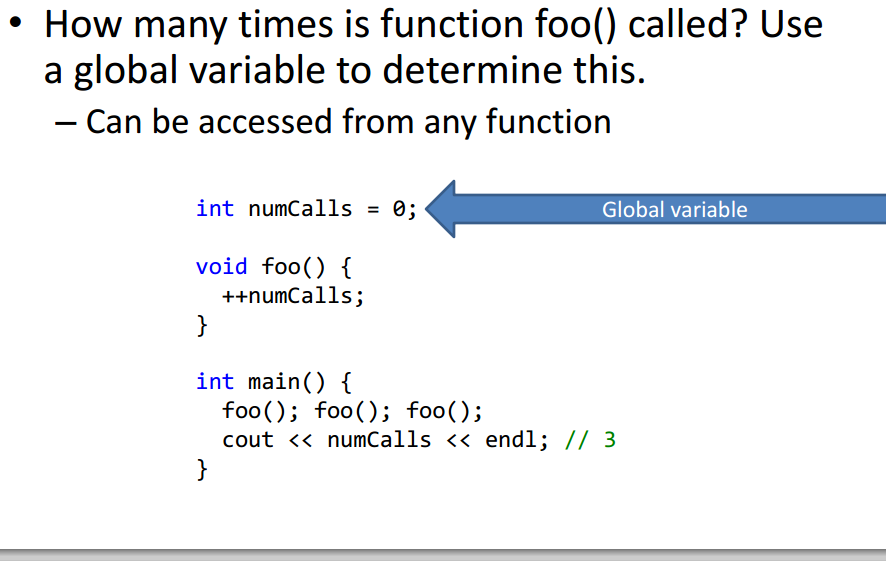 • How many times is function foo() called? Use
a global variable to determine this.
– Can be accessed from any function
int numCalls = 0;
Global variable
void foo() {
++numCalls;
}
int main() {
foo(); foo(); foo();
cout << numCalls << endl; // 3
}